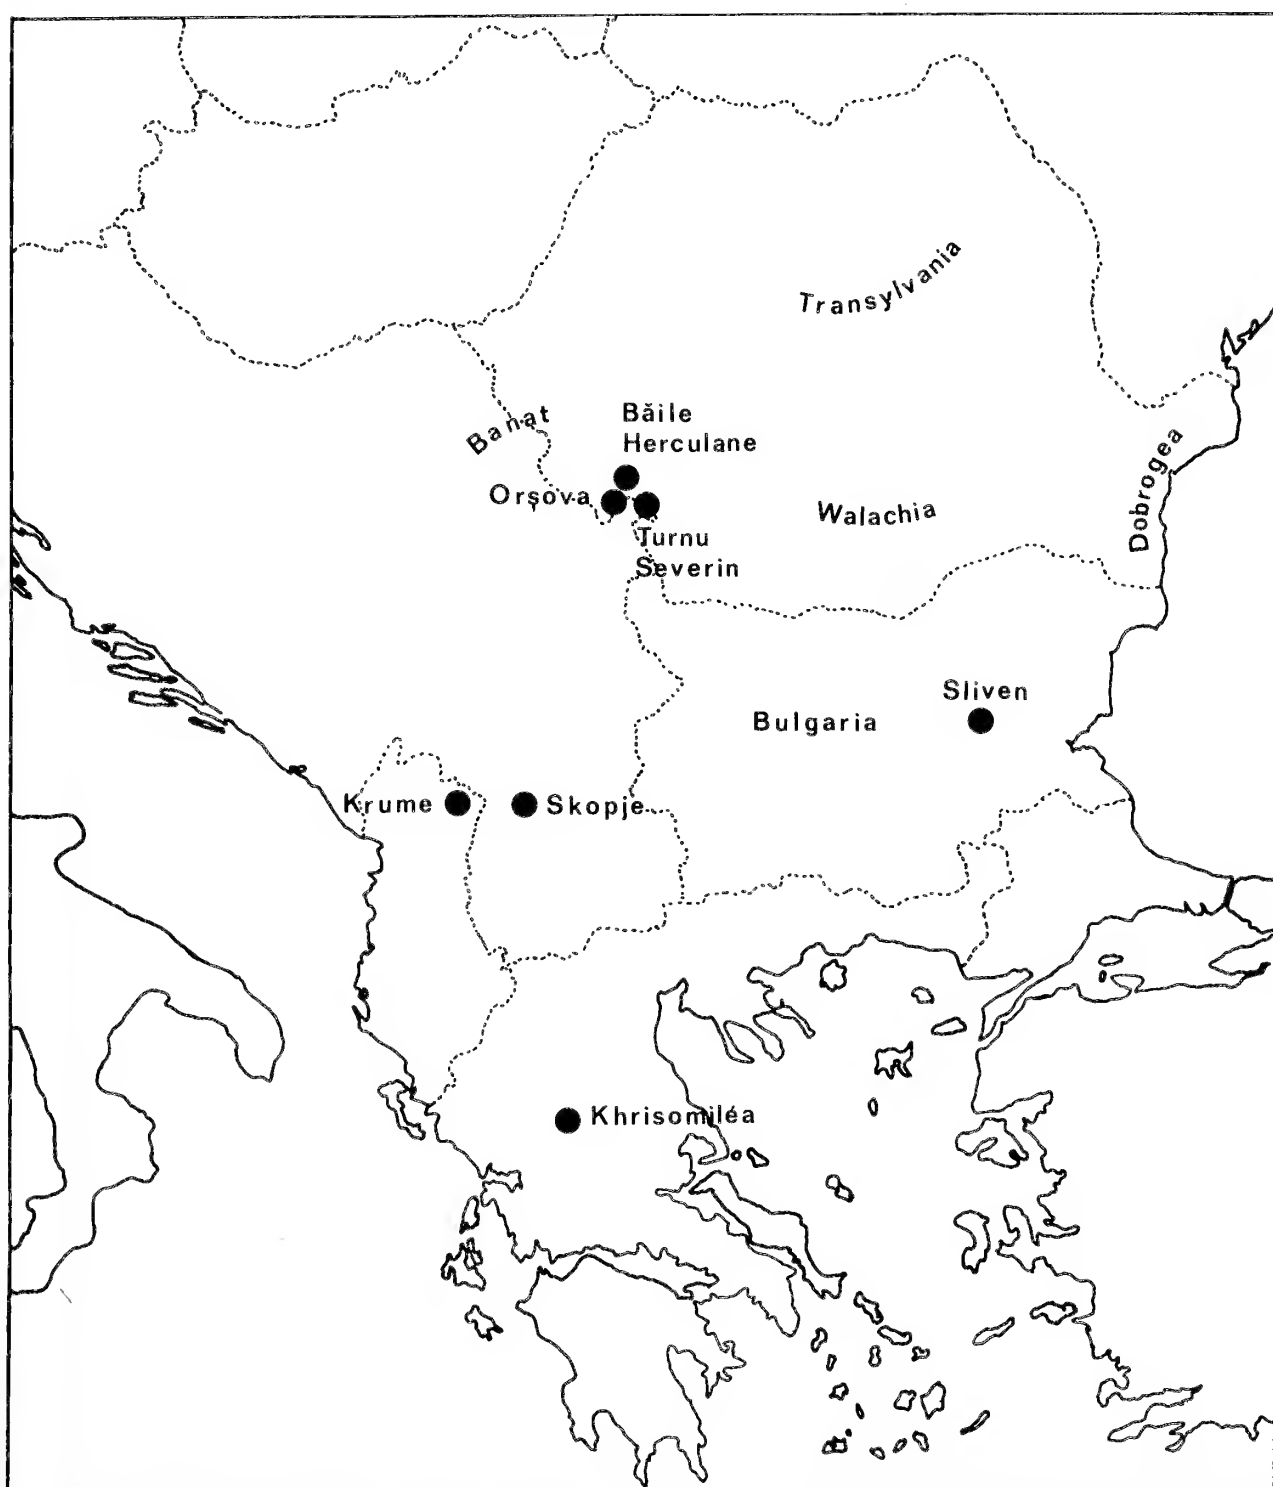 Transylvania
Banat
Băile
Herculane
Orşova
Walachia
Dobrogea
Turnu
Severin
Sliven
Bulgaria
Krume
Skopje
Khrisomiléa